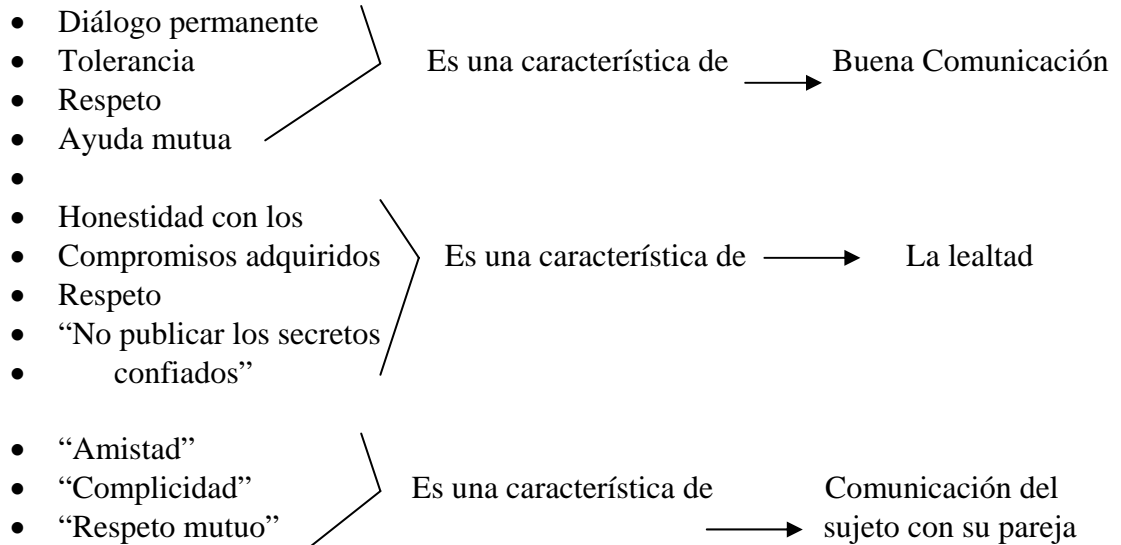 • Diálogo permanente
• Tolerancia Es una característica de Buena Comunicación
• Respeto
• Ayuda mutua
•
• Honestidad con los
• Compromisos adquiridos Es una característica de La lealtad
• Respeto
• “No publicar los secretos
• confiados”
• “Amistad”
• “Complicidad” Es una característica de Comunicación del
• “Respeto mutuo” sujeto con su pareja